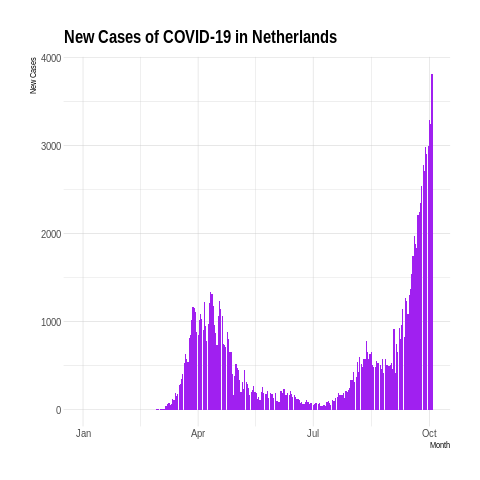 New Cases of COVID-19 in Netherlands
New Cases
4000
3000
2000
1000
0
Jan Apr Jul Oct
Month